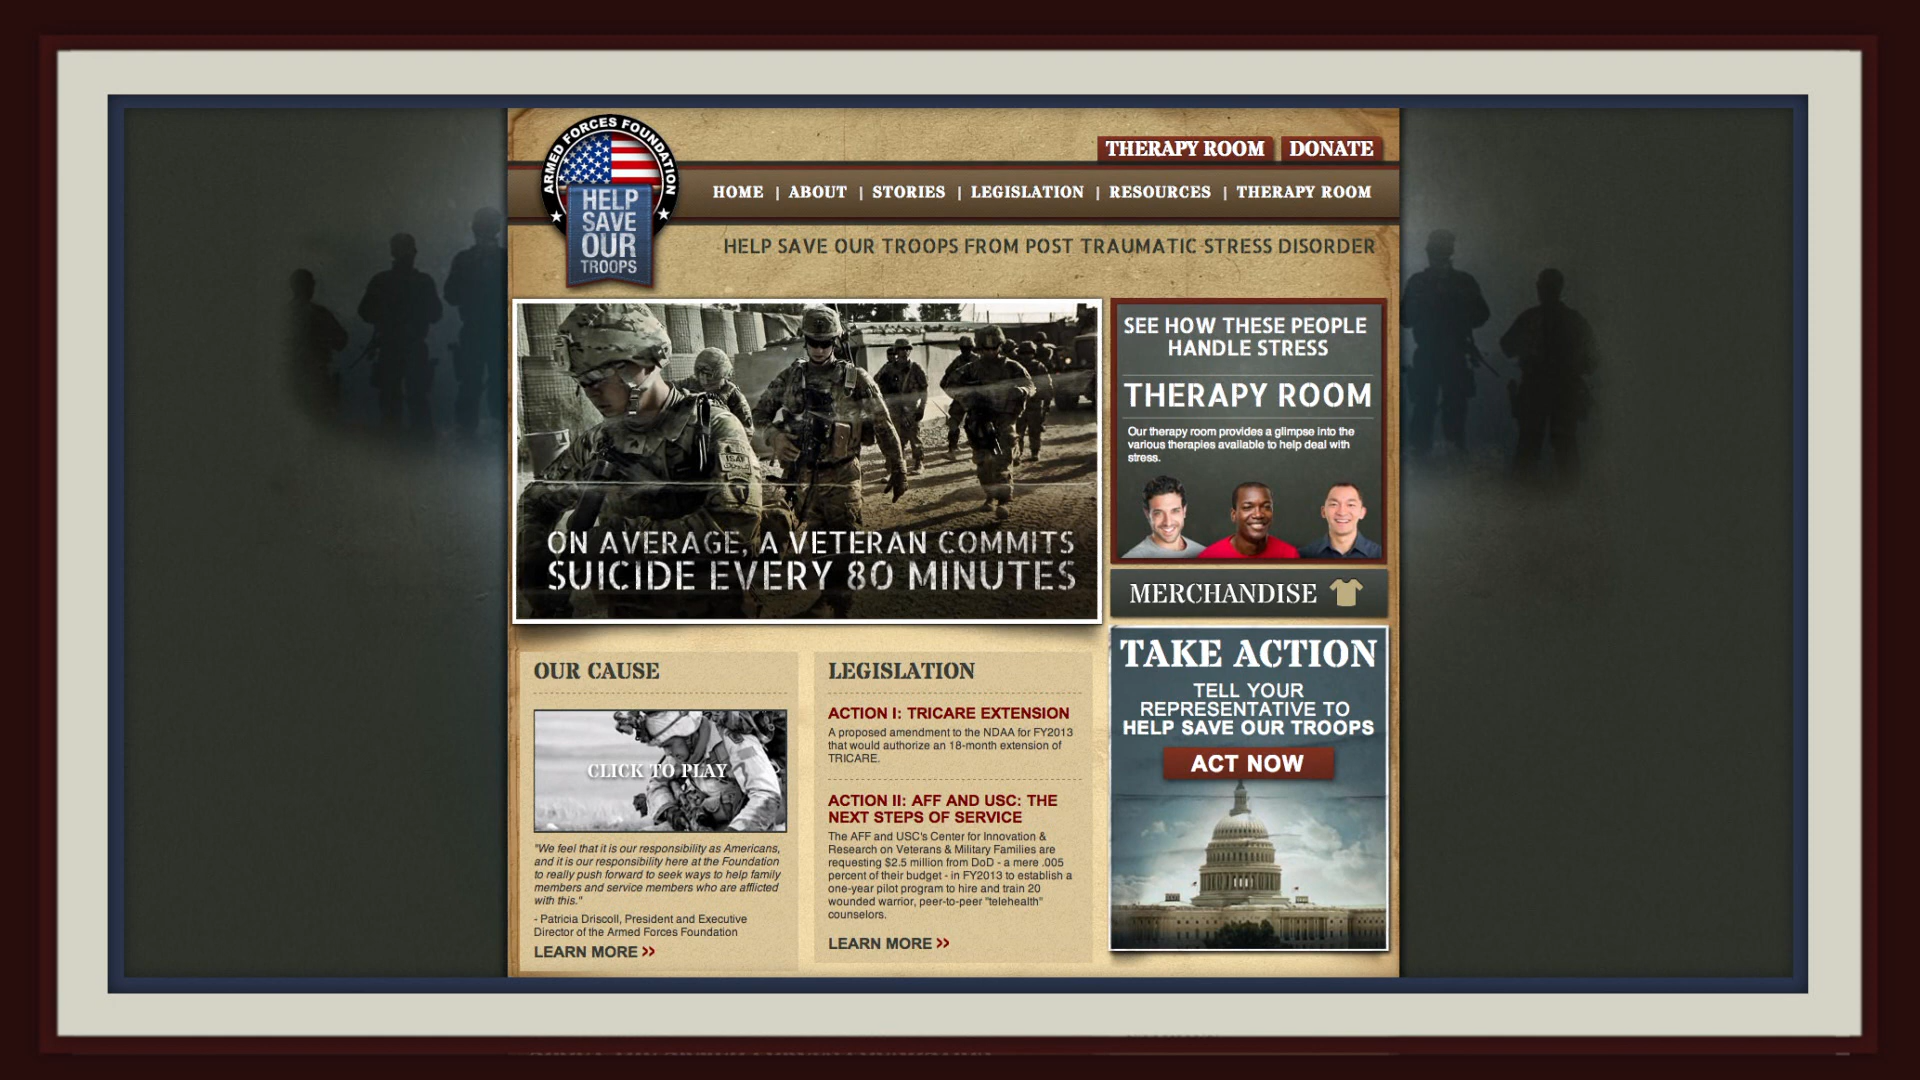 ARMED FORCES FOUNDATION
HELP
SAVE
OUR
TROOPS
THERAPY ROOM DONATE
HOME | ABOUT | STORIES | LEGISLATION | RESOURCES | THERAPY ROOM
HELP SAVE OUR TROOPS FROM POST TRAUMATIC STRESS DISORDER
ISAF
ON AVERAGE, A VETERAN COMMITS
SUICIDE EVERY 80 MINUTES
SEE HOW THESE PEOPLE
HANDLE STRESS
THERAPY ROOM
Our therapy room provides a glimpse into the
various therapies available to help deal with
stress.
MERCHANDISE
OUR CAUSE
CLICK TO PLAY
"We feel that it is our responsibility as Americans,
and it is our responsibility here at the Foundation
to really push forward to seek ways to help family
members and service members who are afflicted
with this."
- Patricia Driscoll, President and Executive
Director of the Armed Forces Foundation
LEARN MORE >>
LEGISLATION
ACTION I: TRICARE EXTENSION
A proposed amendment to the NDAA for FY2013
that would authorize an 18-month extension of
TRICARE.
ACTION II: AFF AND USC: THE
NEXT STEPS OF SERVICE
The AFF and USC's Center for Innovation &
Research on Veterans & Military Families are
requesting $2.5 million from DoD - a mere .005
percent of their budget - in FY2013 to establish a
one-year pilot program to hire and train 20
wounded warrior, peer-to-peer "telehealth"
counselors.
LEARN MORE >>
TAKE ACTION
TELL YOUR
REPRESENTATIVE TO
HELP SAVE OUR TROOPS
ACT NOW